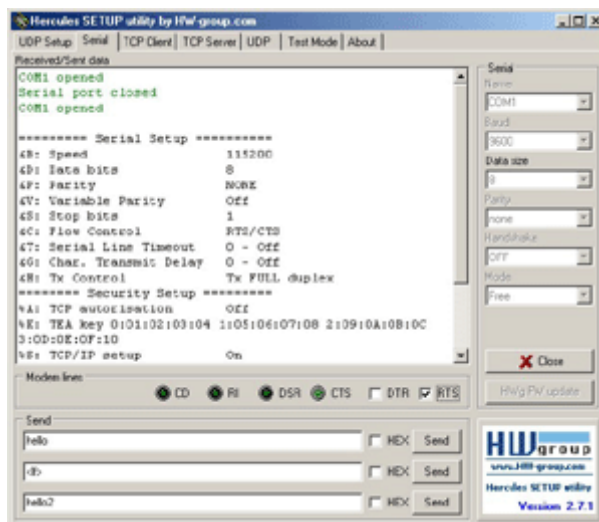 Hercules SETUP utility by HW-group.com
UDP Setup Serial TCP Client TCP Server UDP Test Mode About
Received/Sent data
COM1 opened
Serial port closed
COM1 opened
========= Serial Setup ==========
&B: Speed 115200
&D: Data bits 8
&P: Parity NONE
&V: Variable Parity Off
&S: Stop bits 1
&C: Flow Control RTS/CTS
&T: Serial Line Timeout 0 - Off
&G: Char. Transmit Delay 0 - Off
&H: Tx Control Tx FULL duplex
======== Security Setup =========
%A: TCP autorisation Off
%K: TEA key 0:01:02:03:04 1:05:06:07:08 2:09:0A:0B:0C
3:0D:0E:0F:10
%S: TCP/IP setup On
Modem lines
CD RI DSR CTS DTR RTS
Send
hello HEX Send
HEX Send
hello2 HEX Send
Serial
Name
COM1
Baud
9600
Data size
8
Parity
none
Handshake
OFF
Mode
Free
Close
HWg FW update
HWgroup
www.HW-group.com
Hercules SETUP utility
Version 2.7.1